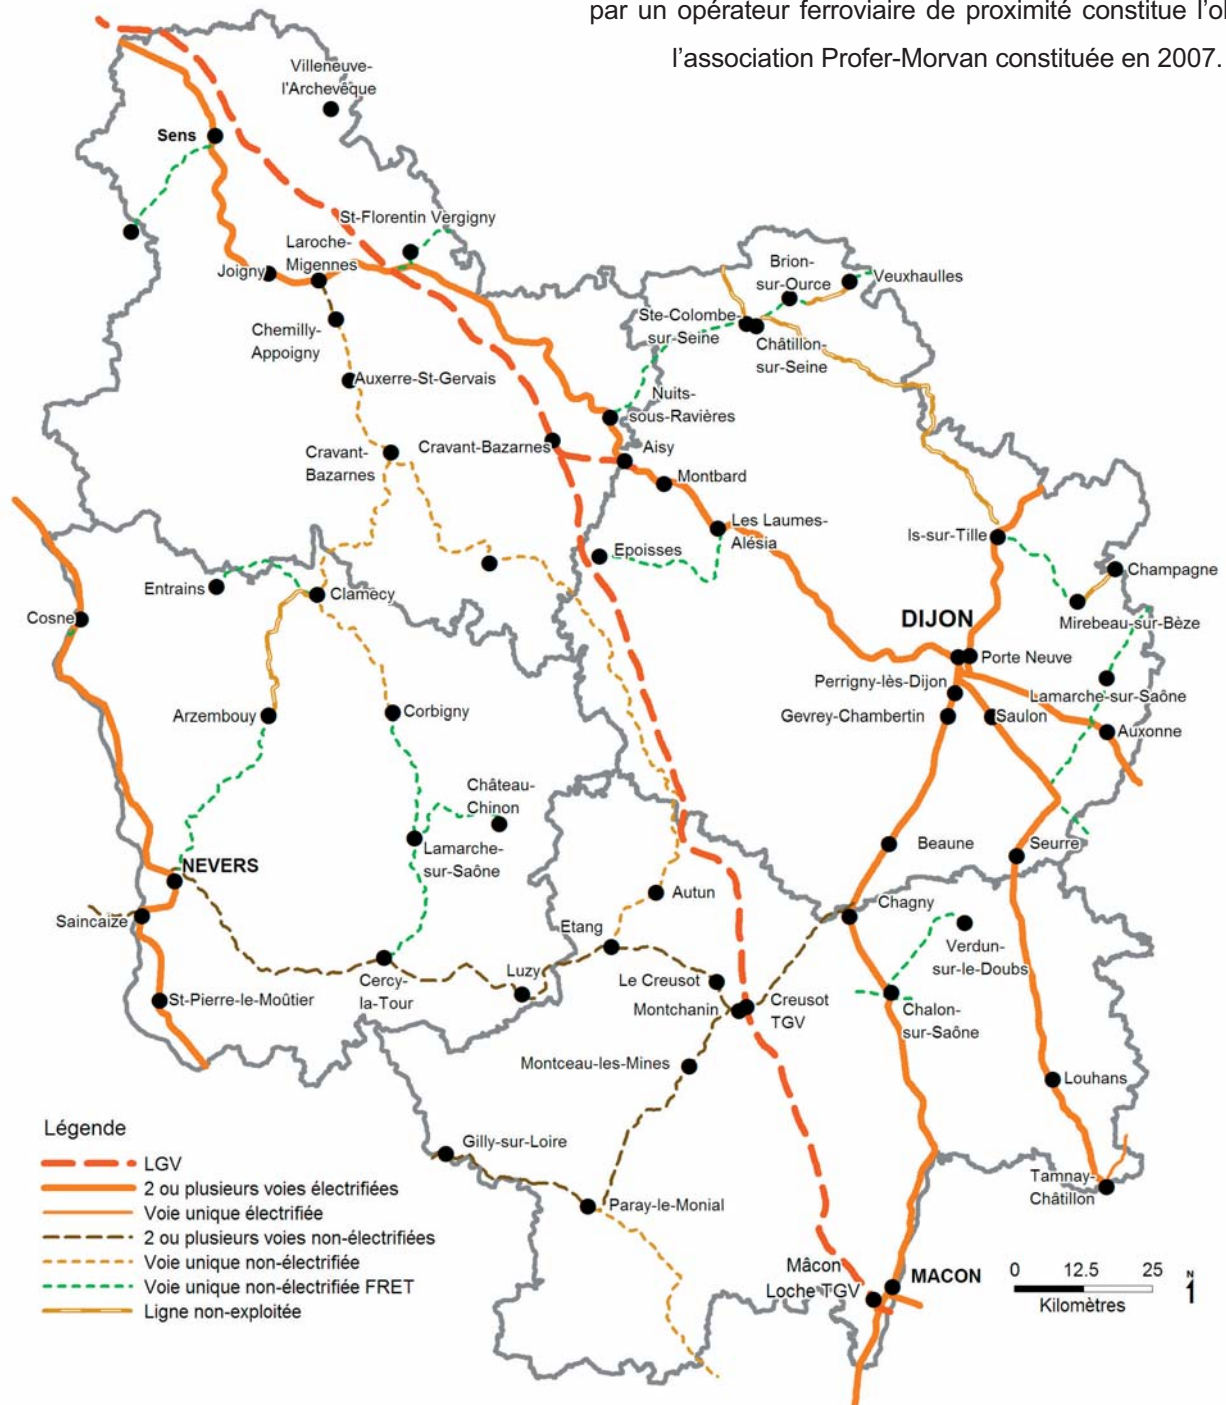 par un opérateur ferroviaire de proximité constitue l'o
l'association Profer-Morvan constituée en 2007.
Villeneuve-
l'Archevêque
Sens
St-Florentin Vergigny
Laroche-
Migennes
Joigny
Brion-
sur-Ource
Veuxhaulles
Ste-Colombe-
sur-Seine
Châtillon-
sur-Seine
Chemilly-
Appoigny
Auxerre-St-Gervais
Nuits-
sous-Ravières
Cravant-
Bazarnes
Cravant-Bazarnes
Aisy
Montbard
Les Laumes-
Alésia
Is-sur-Tille
Epoisses
Champagne
Entrains
Clamecy
Mirebeau-sur-Bèze
Cosne
DIJON
Porte Neuve
Perrigny-lès-Dijon
Lamarche-sur-Saône
Arzembouy
Corbigny
Gevrey-Chambertin
Saulon
Auxonne
Château-
Chinon
Lamarche-
sur-Saône
Beaune
Seurre
NEVERS
Autun
Chagny
Saincaize
Etang
Verdun-
sur-le-Doubs
Cercy-
la-Tour
Luzy
Le Creusot
St-Pierre-le-Moûtier
Montchanin
Creusot
TGV
Chalon-
sur-Saône
Montceau-les-Mines
Louhans
Légende
Gilly-sur-Loire
LGV
2 ou plusieurs voies électrifiées
Voie unique électrifiée
2 ou plusieurs voies non-électrifiées
Voie unique non-électrifiée
Voie unique non-électrifiée FRET
Ligne non-exploitée
Paray-le-Monial
Tamnay-
Châtillon
Mâcon
Loche TGV
MACON
0 12.5 25
Kilomètres
N
1